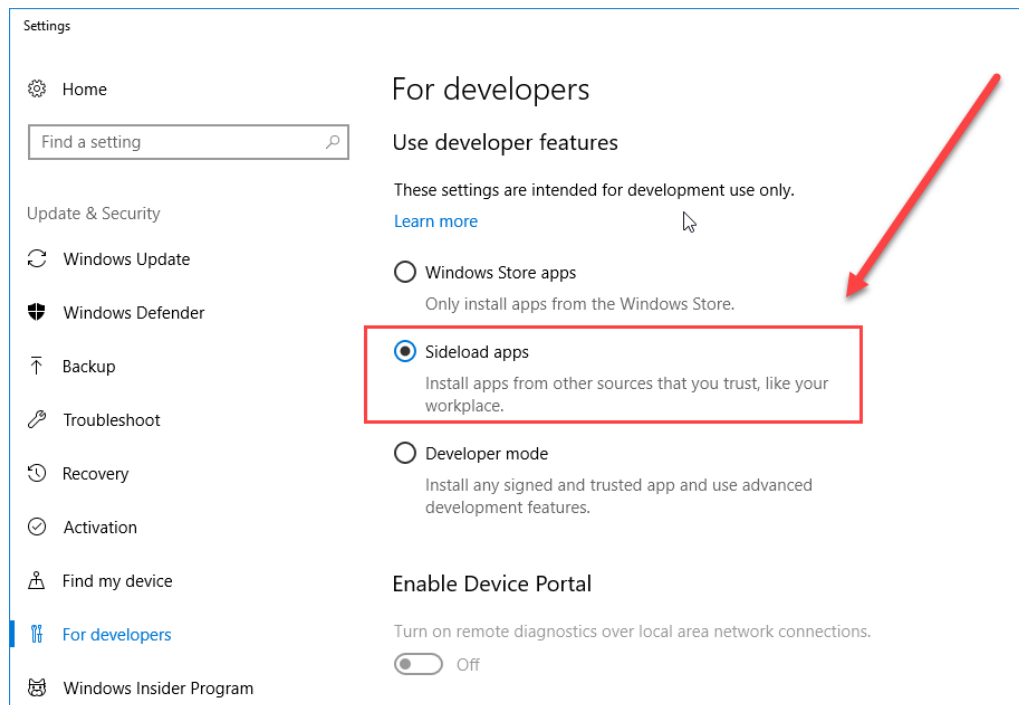 Settings
Home
Find a setting
Update & Security
Windows Update
Windows Defender
Backup
Troubleshoot
Recovery
Activation
Find my device
For developers
Windows Insider Program
For developers
Use developer features
These settings are intended for development use only.
Learn more
Windows Store apps
Only install apps from the Windows Store.
Sideload apps
Install apps from other sources that you trust, like your
workplace.
Developer mode
Install any signed and trusted app and use advanced
development features.
Enable Device Portal
Turn on remote diagnostics over local area network connections.
Off